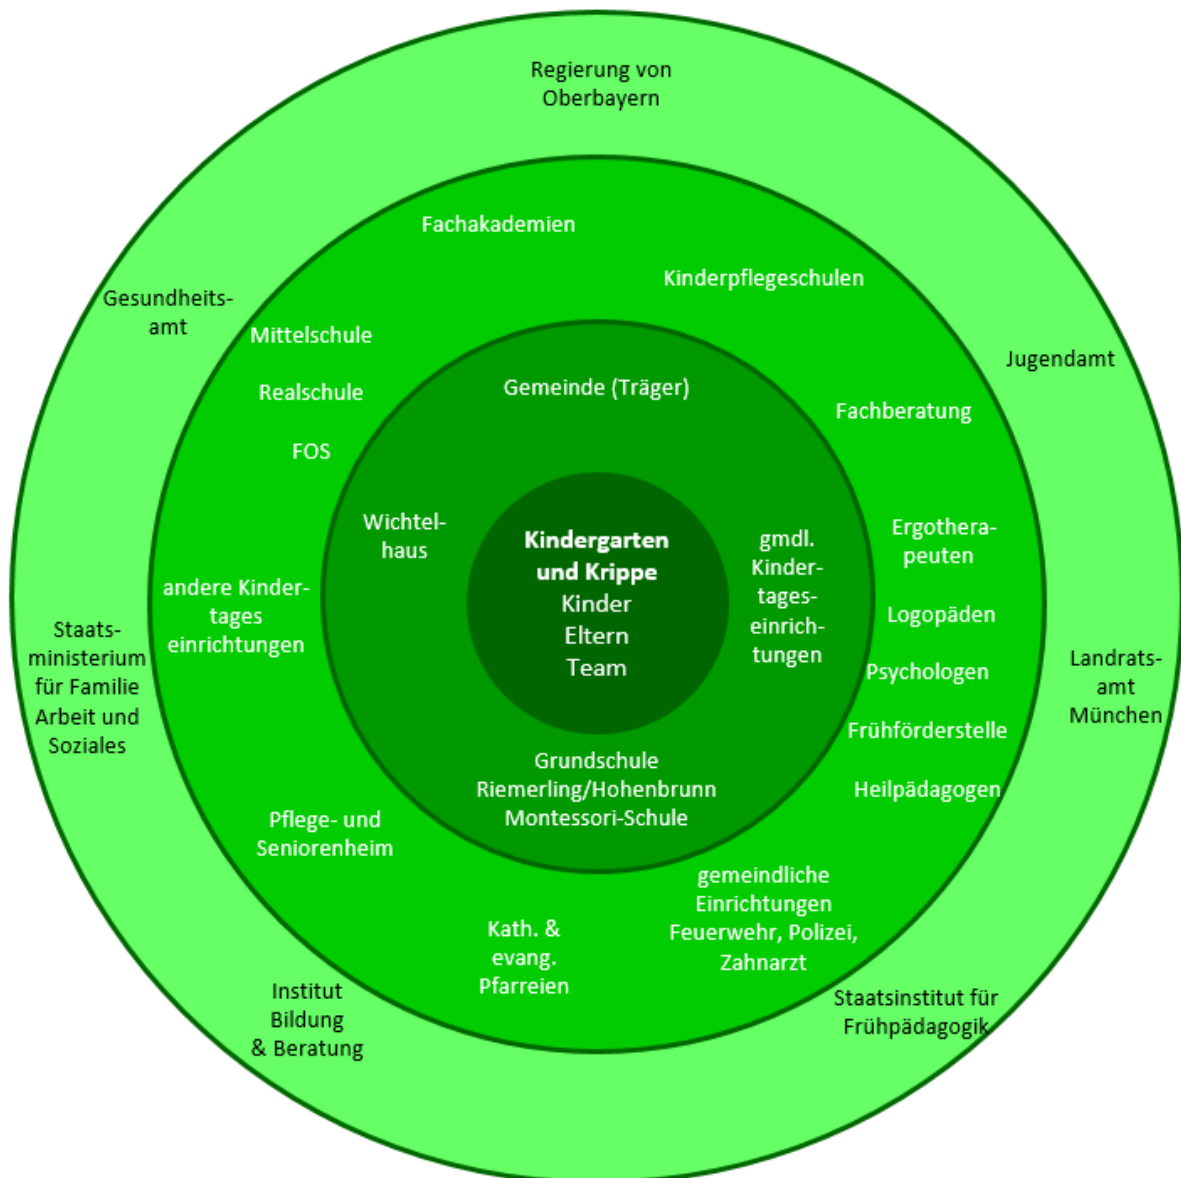 Regierung von
Oberbayern
Fachakademien
Kinderpflegeschulen
Gesundheits-
amt
Mittelschule
Jugendamt
Realschule
Gemeinde (Träger)
Fachberatung
FOS
Wichtel-
haus
Kindergarten
und Krippe
Kinder
Eltern
Team
gmdl.
Kinder-
tages-
einrich-
tungen
Ergothera-
peuten
andere Kinder-
tages
einrichtungen
Logopäden
Staats-
ministerium
für Familie
Arbeit und
Soziales
Psychologen
Landrats-
amt
München
Frühförderstelle
Grundschule
Riemerling/Hohenbrunn
Montessori-Schule
Heilpädagogen
Pflege- und
Seniorenheim
gemeindliche
Einrichtungen
Feuerwehr, Polizei,
Zahnarzt
Kath. &
evang.
Pfarreien
Institut
Bildung
& Beratung
Staatsinstitut für
Frühpädagogik